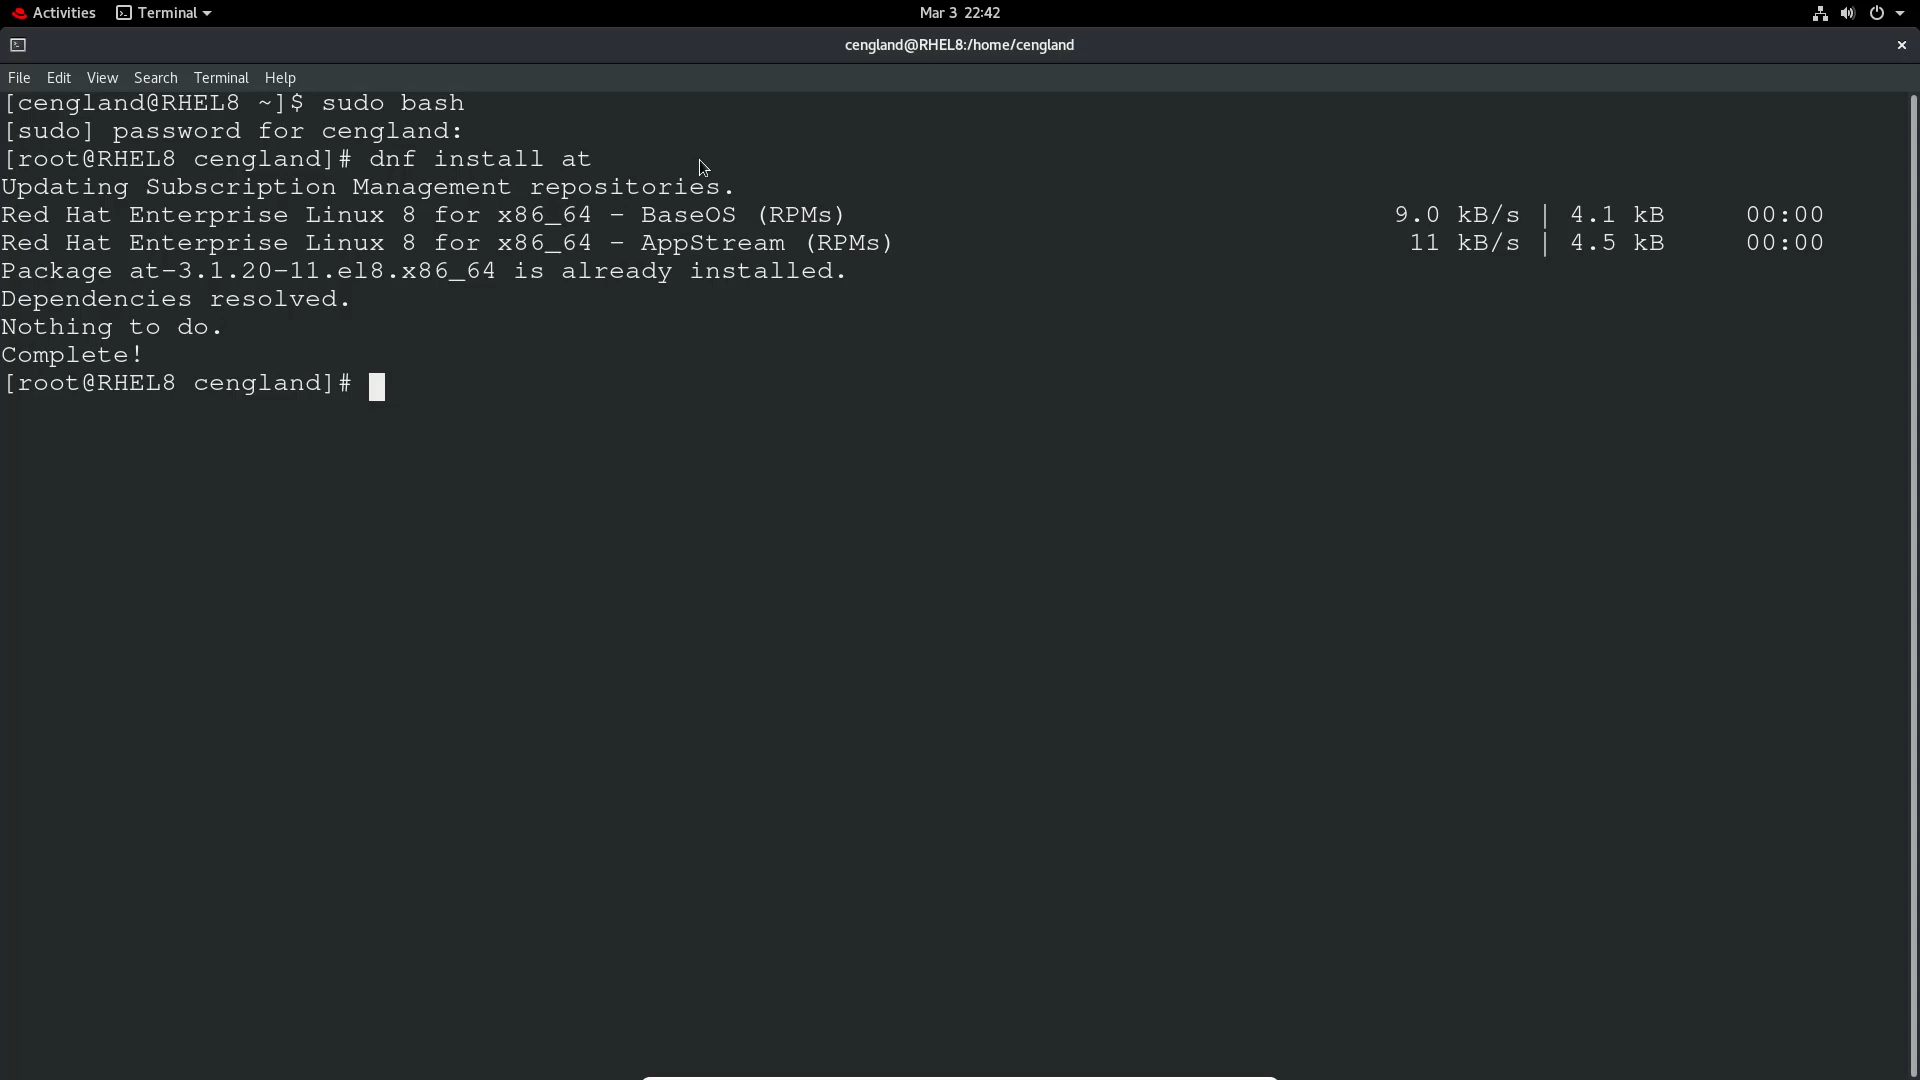 Activities Terminal Mar 3 22:42
cengland@RHEL8:/home/cengland
File Edit View Search Terminal Help
[cengland@RHEL8 ~]$ sudo bash
[sudo] password for cengland:
[root@RHEL8 cengland]# dnf install at
Updating Subscription Management repositories.
Red Hat Enterprise Linux 8 for x86_64 - BaseOS (RPMs) 9.0 kB/s | 4.1 kB 00:00
Red Hat Enterprise Linux 8 for x86_64 - AppStream (RPMs) 11 kB/s | 4.5 kB 00:00
Package at-3.1.20-11.el8.x86_64 is already installed.
Dependencies resolved.
Nothing to do.
Complete!
[root@RHEL8 cengland]#